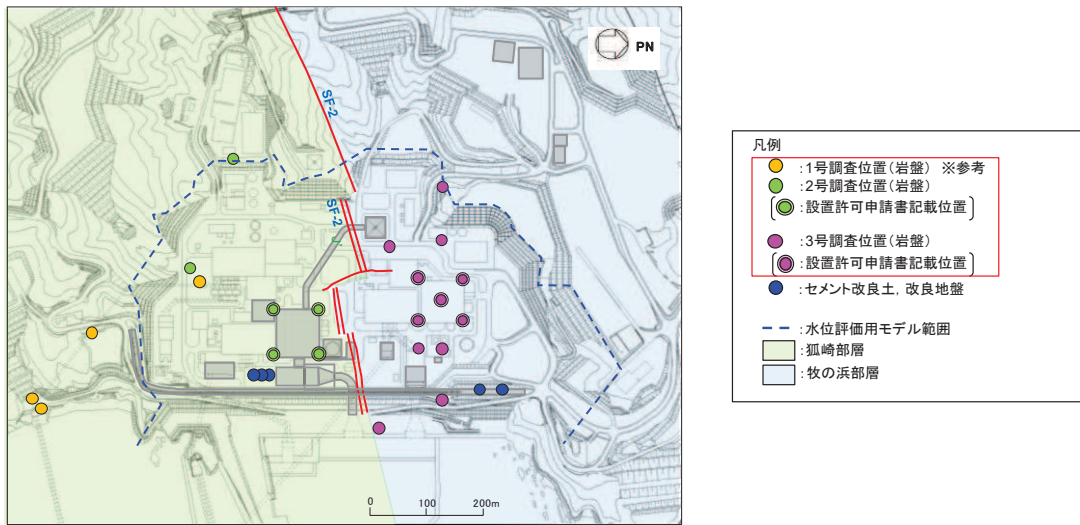 PN
SF-2
SF-2
0 100 200m
凡例
:1号調査位置(岩盤) ※参考
:2号調査位置(岩盤)
:設置許可申請書記載位置
:3号調査位置(岩盤)
:設置許可申請書記載位置
:セメント改良土,改良地盤
:水位評価用モデル範囲
:狐崎部層
:牧の浜部層